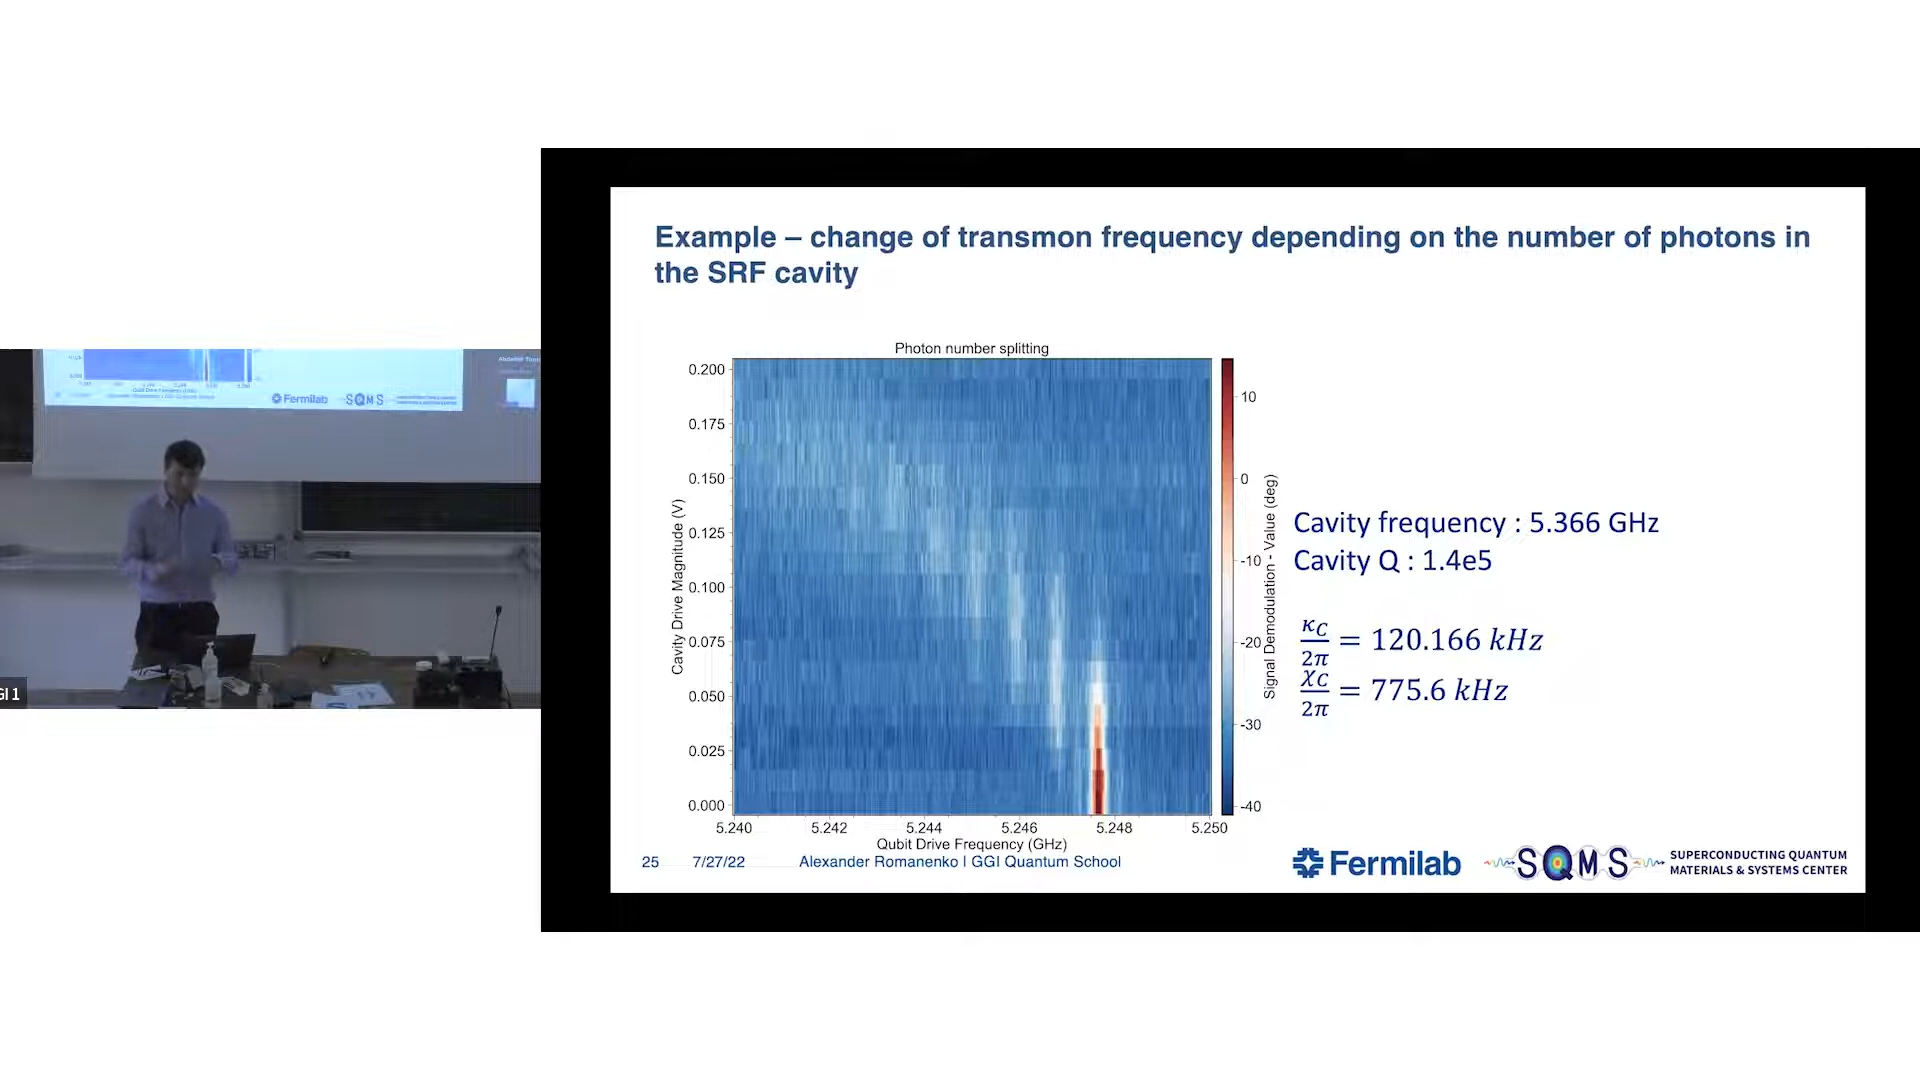 Example – change of transmon frequency depending on the number of photons in
the SRF cavity
Photon number splitting
0.200
0.175
0.150
0.125
0.100
0.075
0.050
0.025
0.000
Cavity Drive Magnitude (V)
5.240 5.242 5.244 5.246 5.248 5.250
Qubit Drive Frequency (GHz)
10
0
-10
-20
-30
-40
Signal Demodulation - Value (deg)
Cavity frequency : 5.366 GHz
Cavity Q : 1.4e5
κC/2π = 120.166 kHz
χC/2π = 775.6 kHz
25 7/27/22 Alexander Romanenko | GGI Quantum School
Fermilab
SQMS
SUPERCONDUCTING QUANTUM
MATERIALS & SYSTEMS CENTER
Fermilab SQMS
GI 1